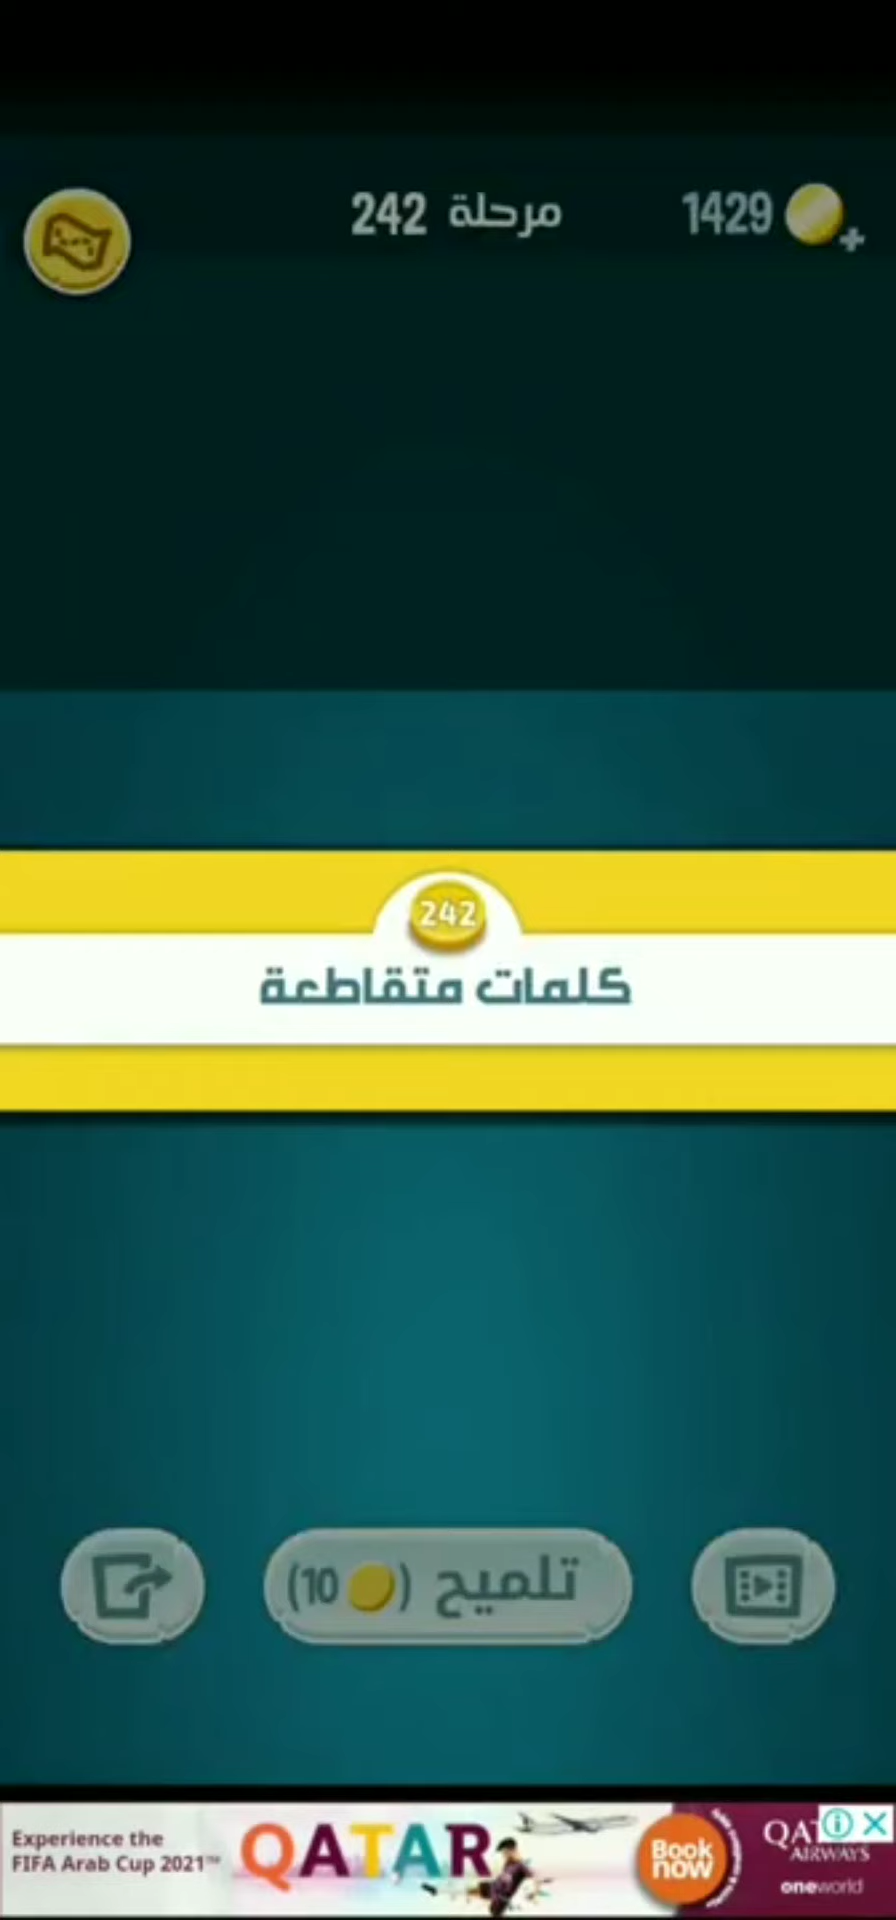 مرحلة 242
1429
242
كلمات متقاطعة
تلميح (10)
Experience the
FIFA Arab Cup 2021™
QATAR
Book
now
QAT
AIRWAYS
oneworld